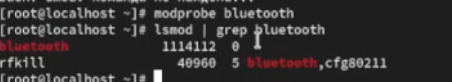 [root@localhost ~]# modprobe bluetooth
[root@localhost ~]# lsmod | grep bluetooth
bluetooth 1114112 0
rfkill 40960 5 bluetooth,cfg80211
[root@localhost ~]#